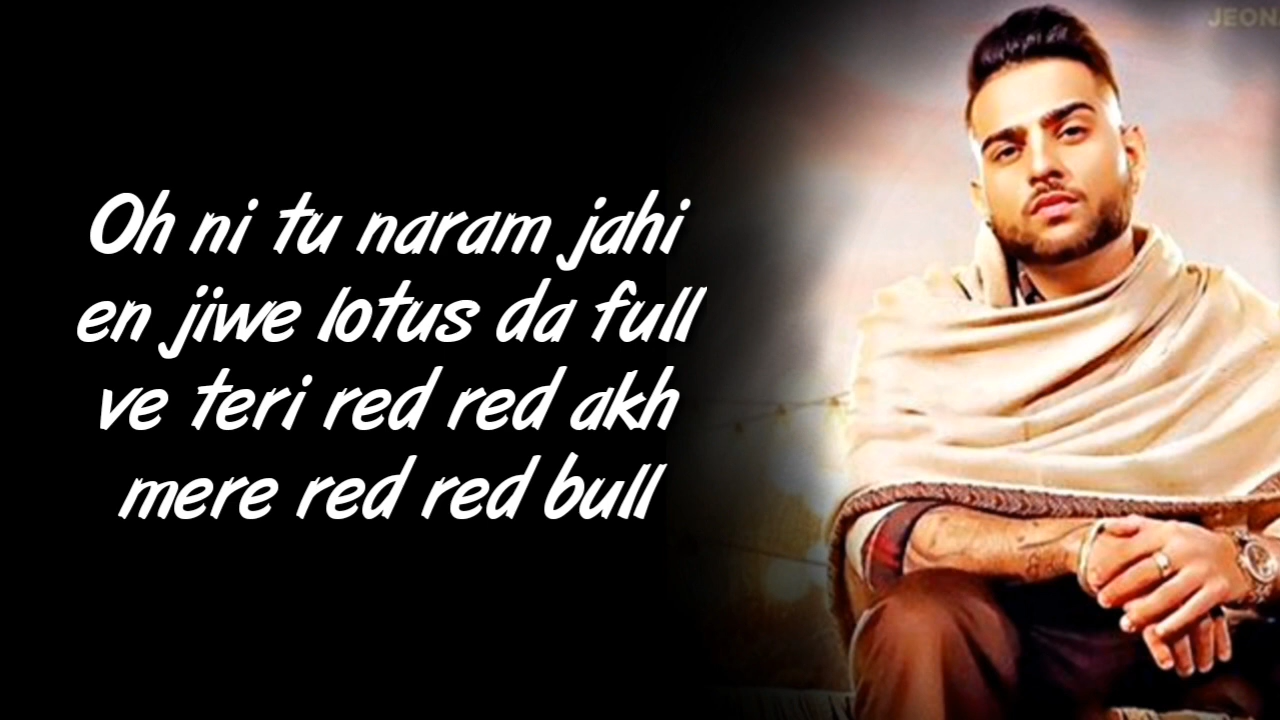 Oh ni tu naram jahi
en jiwe lotus da full
ve teri red red akh
mere red red bull